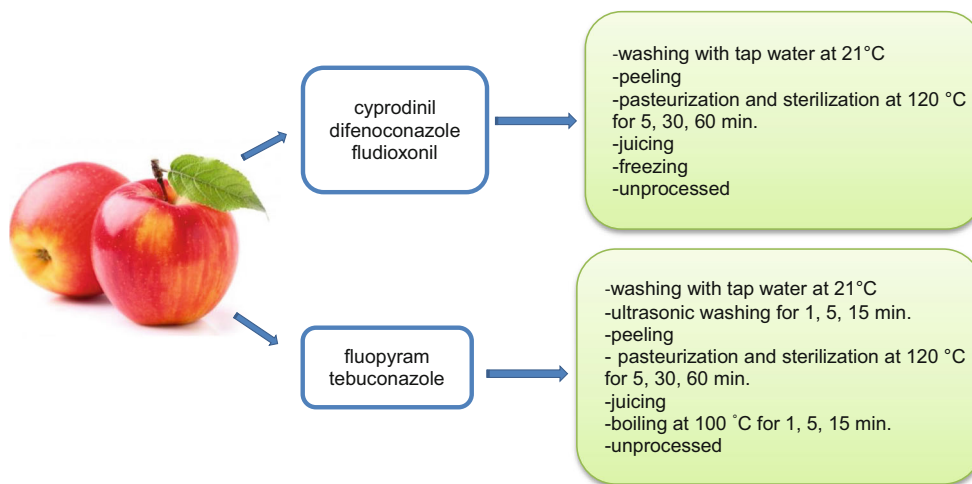 cyprodinil
difenoconazole
fludioxonil
-washing with tap water at 21°C
-peeling
-pasteurization and sterilization at 120 °C
for 5, 30, 60 min.
-juicing
-freezing
-unprocessed
fluopyram
tebuconazole
-washing with tap water at 21°C
-ultrasonic washing for 1, 5, 15 min.
-peeling
- pasteurization and sterilization at 120 °C
for 5, 30, 60 min.
-juicing
-boiling at 100 ˚C for 1, 5, 15 min.
-unprocessed